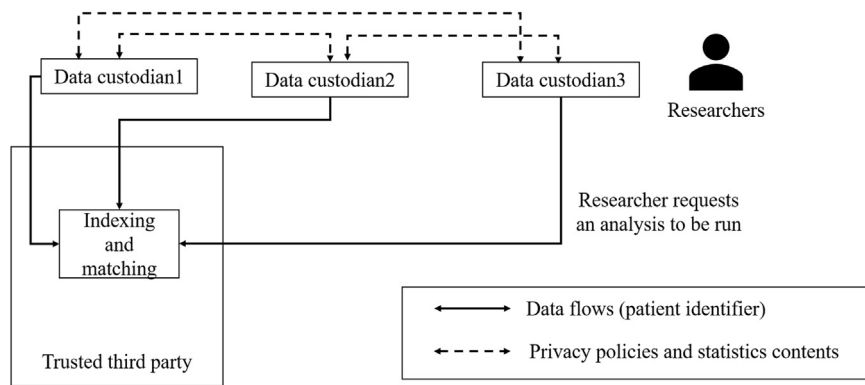 Data custodian1
Data custodian2
Data custodian3
Researchers
Researcher requests
an analysis to be run
Indexing
and
matching
Trusted third party
Data flows (patient identifier)
Privacy policies and statistics contents